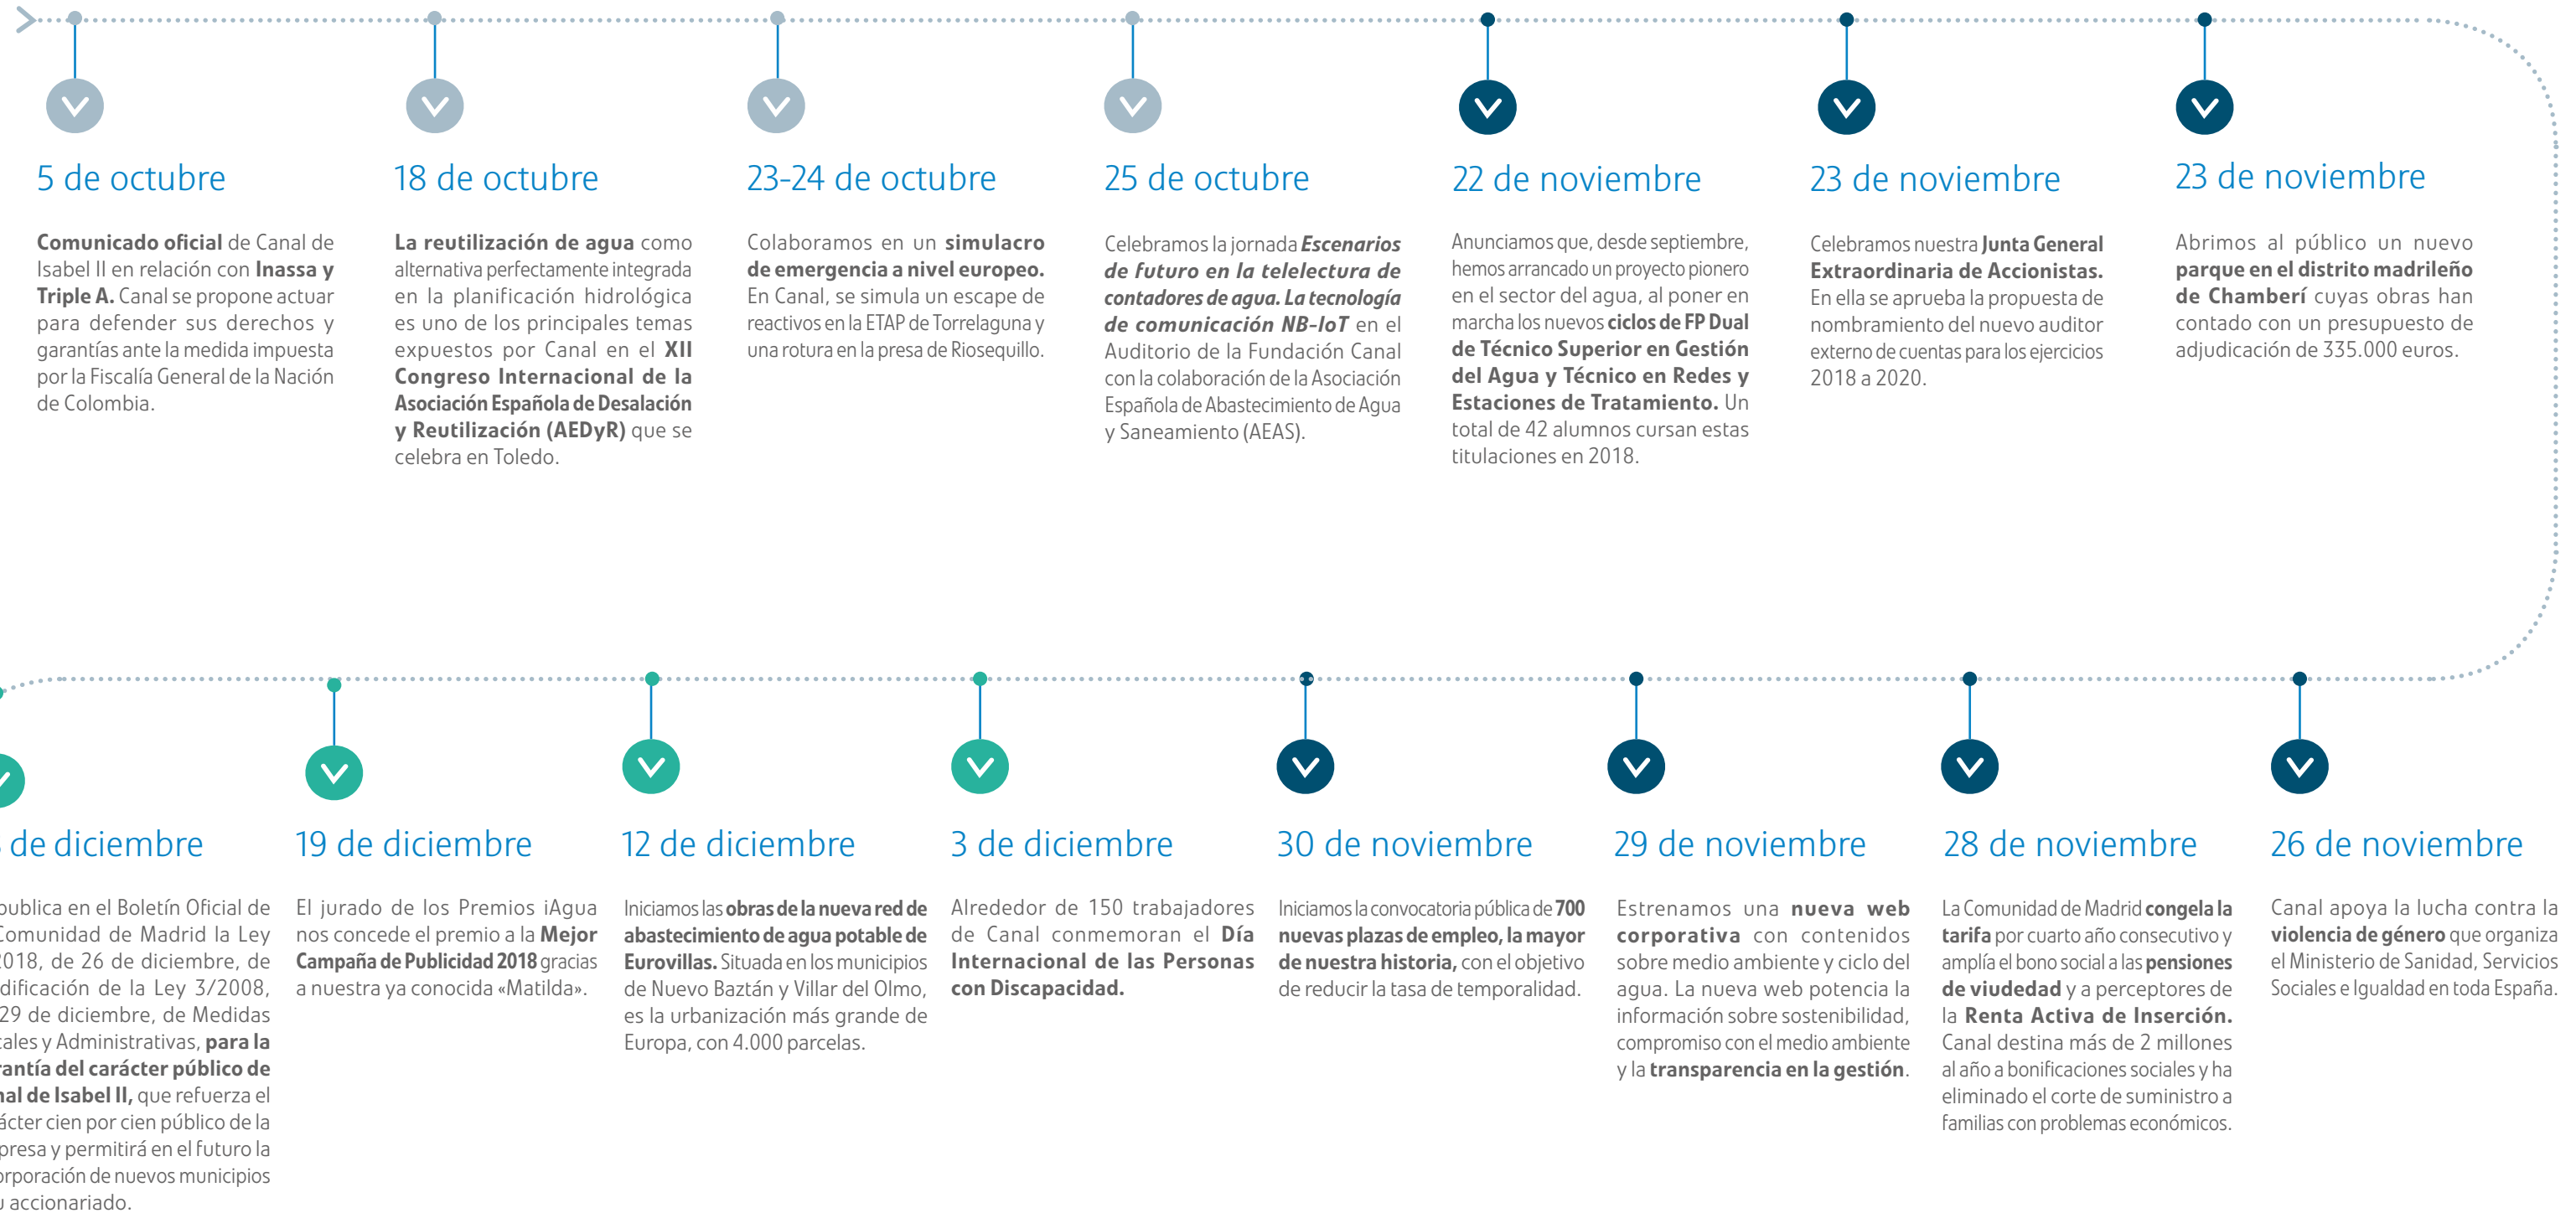 5 de octubre
Comunicado oficial de Canal de
Isabel II en relación con Inassa y
Triple A. Canal se propone actuar
para defender sus derechos y
garantías ante la medida impuesta
por la Fiscalía General de la Nación
de Colombia.
18 de octubre
La reutilización de agua como
alternativa perfectamente integrada
en la planificación hidrológica
es uno de los principales temas
expuestos por Canal en el XII
Congreso Internacional de la
Asociación Española de Desalación
y Reutilización (AEDyR) que se
celebra en Toledo.
23-24 de octubre
Colaboramos en un simulacro
de emergencia a nivel europeo.
En Canal, se simula un escape de
reactivos en la ETAP de Torrelaguna y
una rotura en la presa de Riosequillo.
25 de octubre
Celebramos la jornada Escenarios
de futuro en la telelectura de
contadores de agua. La tecnología
de comunicación NB-IoT en el
Auditorio de la Fundación Canal
con la colaboración de la Asociación
Española de Abastecimiento de Agua
y Saneamiento (AEAS).
22 de noviembre
Anunciamos que, desde septiembre,
hemos arrancado un proyecto pionero
en el sector del agua, al poner en
marcha los nuevos ciclos de FP Dual
de Técnico Superior en Gestión
del Agua y Técnico en Redes y
Estaciones de Tratamiento. Un
total de 42 alumnos cursan estas
titulaciones en 2018.
23 de noviembre
Celebramos nuestra Junta General
Extraordinaria de Accionistas.
En ella se aprueba la propuesta de
nombramiento del nuevo auditor
externo de cuentas para los ejercicios
2018 a 2020.
23 de noviembre
Abrimos al público un nuevo
parque en el distrito madrileño
de Chamberí cuyas obras han
contado con un presupuesto de
adjudicación de 335.000 euros.
26 de noviembre
Canal apoya la lucha contra la
violencia de género que organiza
el Ministerio de Sanidad, Servicios
Sociales e Igualdad en toda España.
28 de noviembre
La Comunidad de Madrid congela la
tarifa por cuarto año consecutivo y
amplía el bono social a las pensiones
de viudedad y a perceptores de
la Renta Activa de Inserción.
Canal destina más de 2 millones
al año a bonificaciones sociales y ha
eliminado el corte de suministro a
familias con problemas económicos.
29 de noviembre
Estrenamos una nueva web
corporativa con contenidos
sobre medio ambiente y ciclo del
agua. La nueva web potencia la
información sobre sostenibilidad,
compromiso con el medio ambiente
y la transparencia en la gestión.
30 de noviembre
Iniciamos la convocatoria pública de 700
nuevas plazas de empleo, la mayor
de nuestra historia, con el objetivo
de reducir la tasa de temporalidad.
3 de diciembre
Alrededor de 150 trabajadores
de Canal conmemoran el Día
Internacional de las Personas
con Discapacidad.
12 de diciembre
Iniciamos las obras de la nueva red de
abastecimiento de agua potable de
Eurovillas. Situada en los municipios
de Nuevo Baztán y Villar del Olmo,
es la urbanización más grande de
Europa, con 4.000 parcelas.
19 de diciembre
El jurado de los Premios iAgua
nos concede el premio a la Mejor
Campaña de Publicidad 2018 gracias
a nuestra ya conocida «Matilda».
de diciembre
publica en el Boletín Oficial de
Comunidad de Madrid la Ley
de 26 de diciembre, de
de la Ley 3/2008,
29 de diciembre, de Medidas
y Administrativas, para la
del carácter público de
de Isabel II, que refuerza el
cien por cien público de la
y permitirá en el futuro la
de nuevos municipios
accionariado.